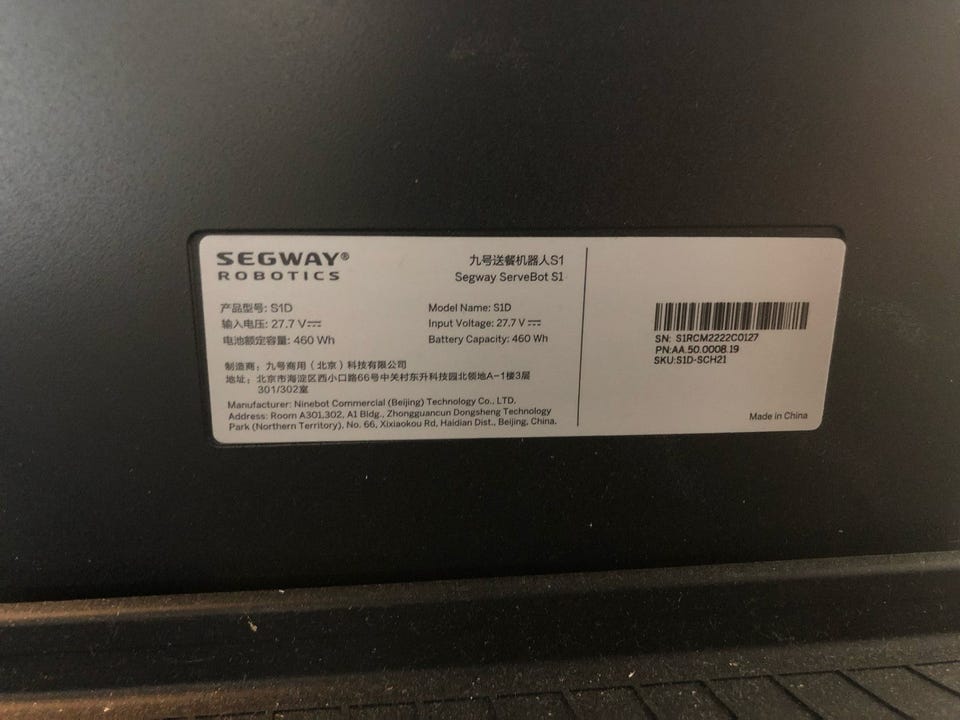 SEGWAY®
ROBOTICS
九号送餐机器人S1
Segway ServeBot S1
产品型号: S1D
输入电压: 27.7 V⎓
电池额定容量: 460 Wh
Model Name: S1D
Input Voltage: 27.7 V⎓
Battery Capacity: 460 Wh
制造商：九号商用（北京）科技有限公司
地址：北京市海淀区西小口路66号中关村东升科技园北领地A-1楼3层
301/302室
Manufacturer: Ninebot Commercial (Beijing) Technology Co., LTD.
Address: Room A301,302, A1 Bldg., Zhongguancun Dongsheng Technology
Park (Northern Territory), No. 66, Xixiaokou Rd, Haidian Dist., Beijing, China.
SN: S1RCM2222C0127
PN:AA.50.0008.19
SKU:S1D-SCH21
Made in China